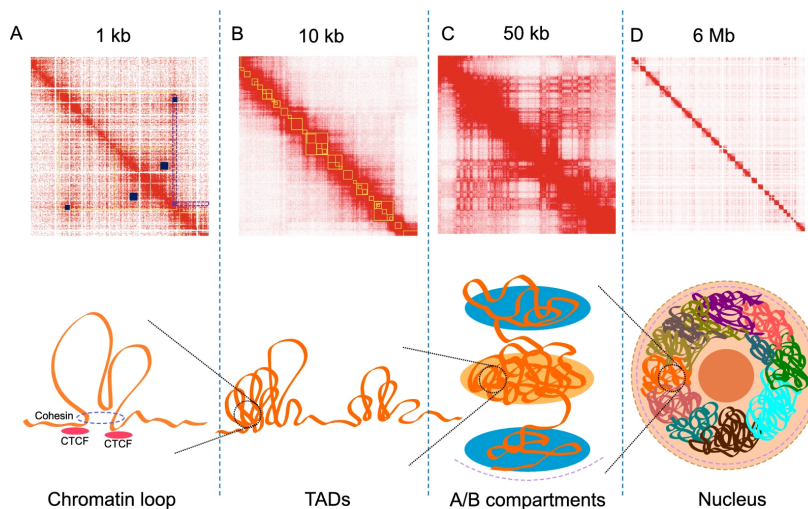 A 1 kb
B 10 kb
C 50 kb
D 6 Mb
Cohesin
CTCF
CTCF
Chromatin loop
TADs
A/B compartments
Nucleus